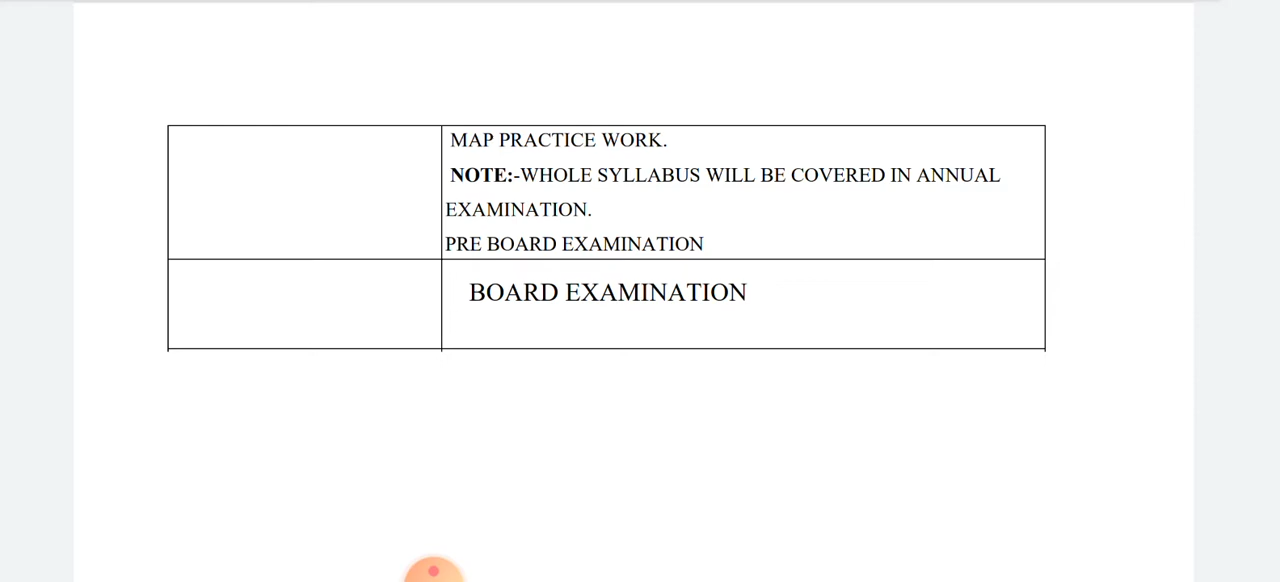 MAP PRACTICE WORK.
NOTE:-WHOLE SYLLABUS WILL BE COVERED IN ANNUAL
EXAMINATION.
PRE BOARD EXAMINATION
BOARD EXAMINATION